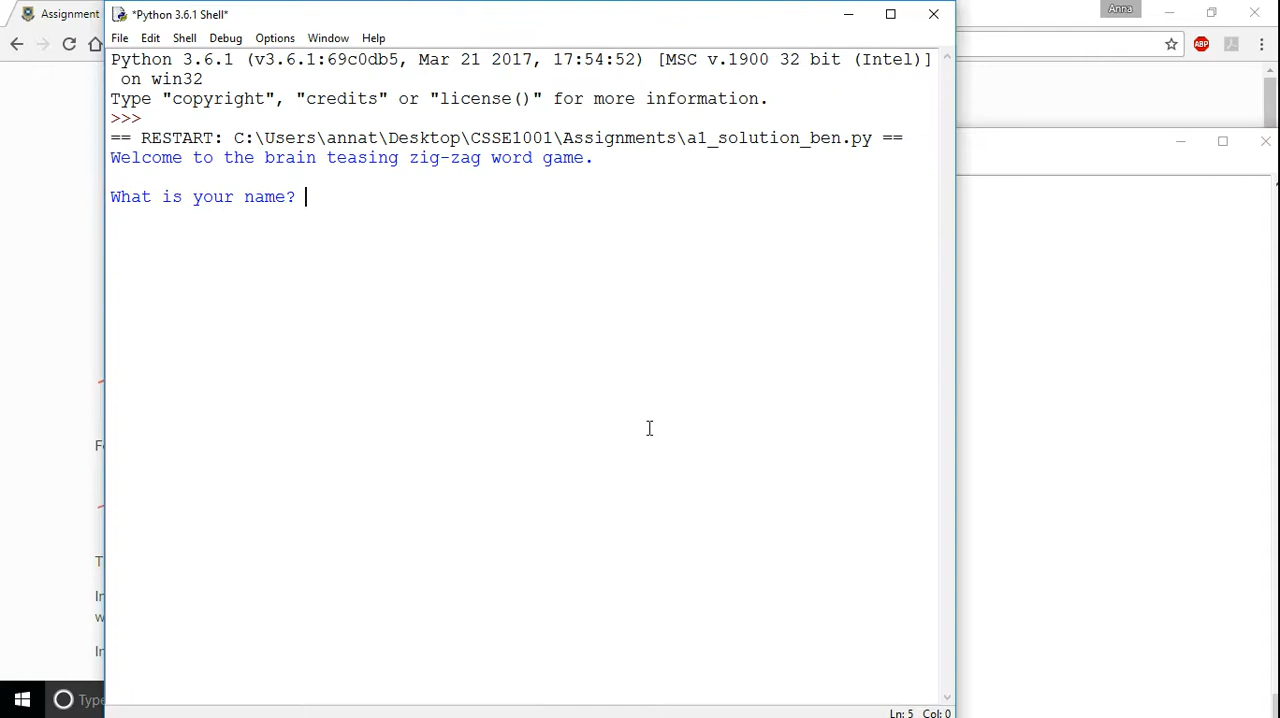 Assignment
Anna
*Python 3.6.1 Shell*
File Edit Shell Debug Options Window Help
ABP
Python 3.6.1 (v3.6.1:69c0db5, Mar 21 2017, 17:54:52) [MSC v.1900 32 bit (Intel)]
on win32
Type "copyright", "credits" or "license()" for more information.
>>>
== RESTART: C:\Users\annat\Desktop\CSSE1001\Assignments\a1_solution_ben.py ==
Welcome to the brain teasing zig-zag word game.
What is your name?
Type
Ln: 5 Col: 0